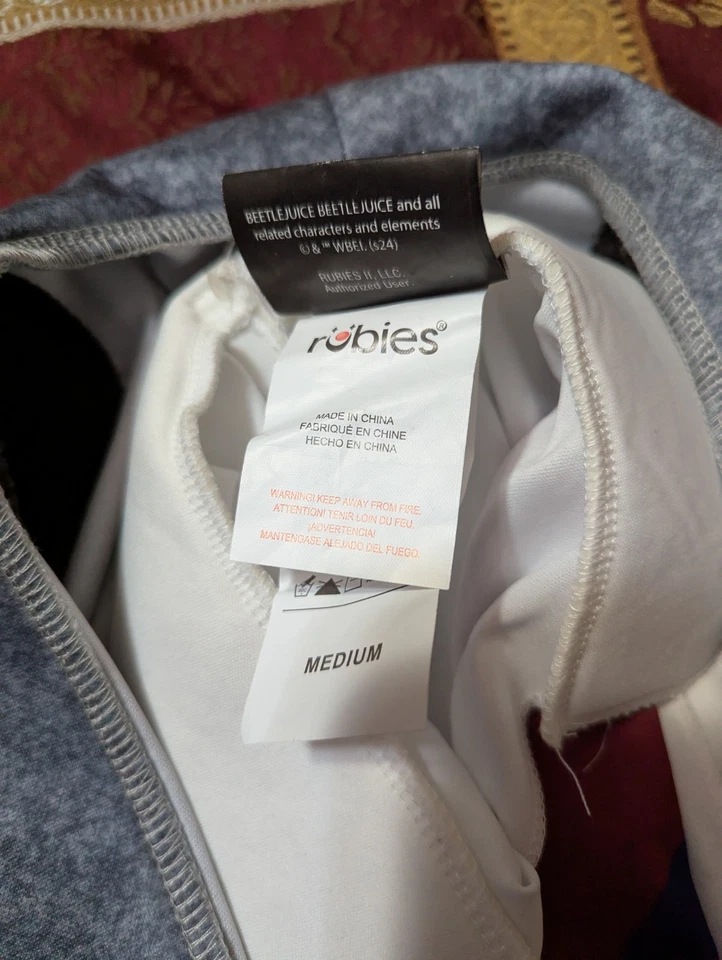 BEETLEJUICE BEETLEJUICE and all
related characters and elements
© & ™ WBEI. (s24)
RUBIES II, LLC.
Authorized User.
rubies®
MADE IN CHINA
FABRIQUÉ EN CHINE
HECHO EN CHINA
WARNING! KEEP AWAY FROM FIRE.
ATTENTION! TENIR LOIN DU FEU.
¡ADVERTENCIA!
MANTENGASE ALEJADO DEL FUEGO.
MEDIUM